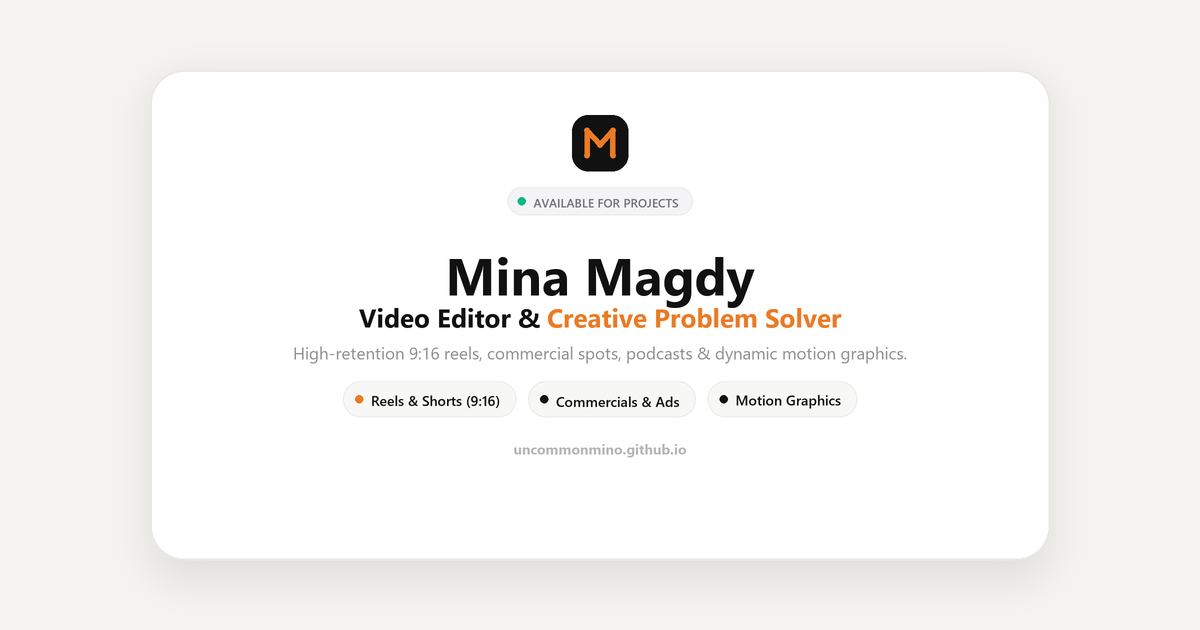 M
AVAILABLE FOR PROJECTS
Mina Magdy
Video Editor & Creative Problem Solver
High-retention 9:16 reels, commercial spots, podcasts & dynamic motion graphics.
Reels & Shorts (9:16) Commercials & Ads Motion Graphics
uncommonmino.github.io